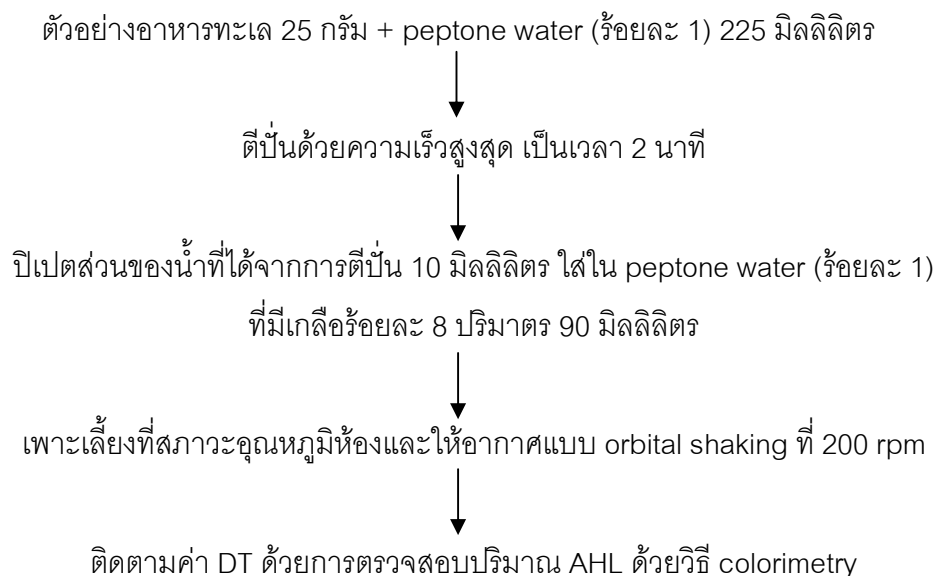 ตัวอย่างอาหารทะเล 25 กรัม + peptone water (ร้อยละ 1) 225 มิลลิลิตร
ตีปั่นด้วยความเร็วสูงสุด เป็นเวลา 2 นาที
ปิเปตส่วนของน้ำที่ได้จากการตีปั่น 10 มิลลิลิตร ใส่ใน peptone water (ร้อยละ 1)
ที่มีเกลือร้อยละ 8 ปริมาตร 90 มิลลิลิตร
เพาะเลี้ยงที่สภาวะอุณหภูมิห้องและให้อากาศแบบ orbital shaking ที่ 200 rpm
ติดตามค่า DT ด้วยการตรวจสอบปริมาณ AHL ด้วยวิธี colorimetry